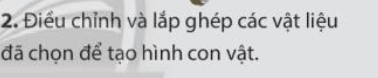 2. Điều chỉnh và lắp ghép các vật liệu
đã chọn để tạo hình con vật.